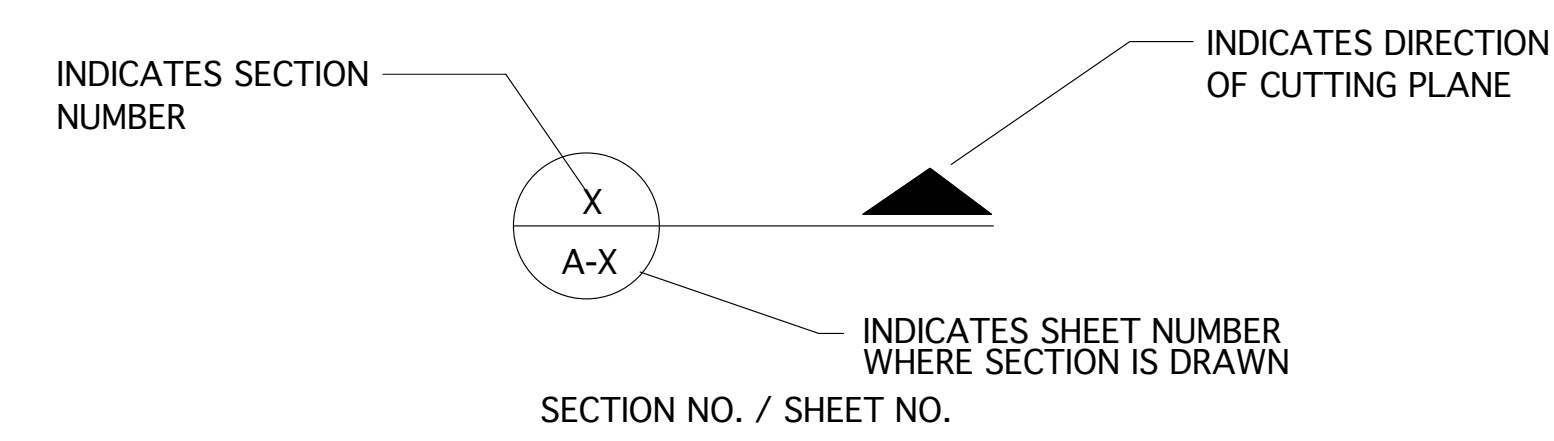 INDICATES SECTION
NUMBER
INDICATES DIRECTION
OF CUTTING PLANE
X
A-X
INDICATES SHEET NUMBER
WHERE SECTION IS DRAWN
SECTION NO. / SHEET NO.